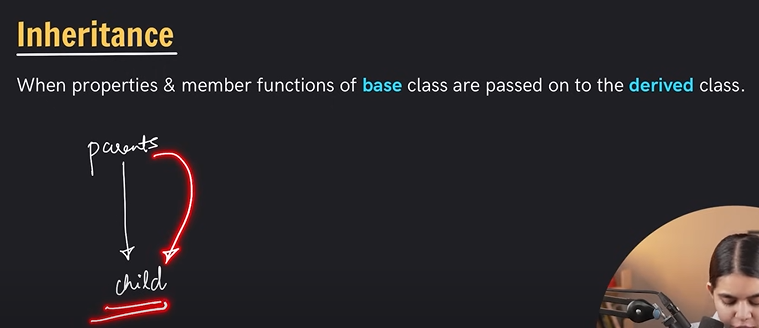 Inheritance
When properties & member functions of base class are passed on to the derived class.
parents
child